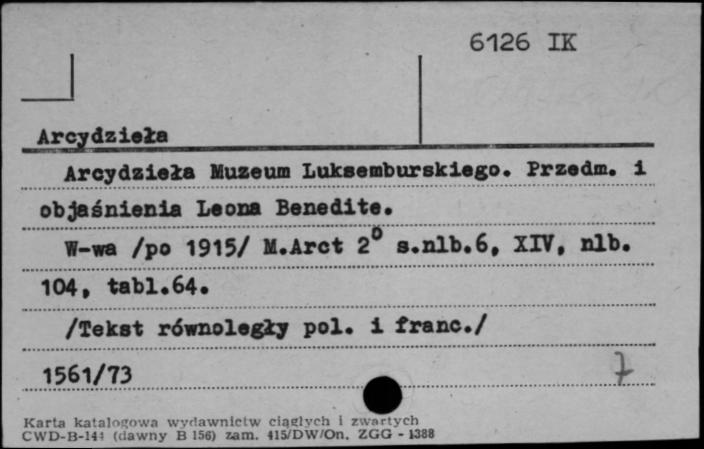 6126 IK
Arcydzieła
Arcydzieła Muzeum Luksemburskiego. Przedm. i
objaśnienia Leona Benedite.
W-wa /po 1915/ M.Arct 2° s.nlb.6, XIV, nlb.
104, tabl.64.
/Tekst równoległy pol. i franc./
1561/73
7
Karta katalogowa wydawnictw ciągłych i zwartych
CWD-B-144 (dawny B 156) zam. 415/DW/On. ZGG - 1388